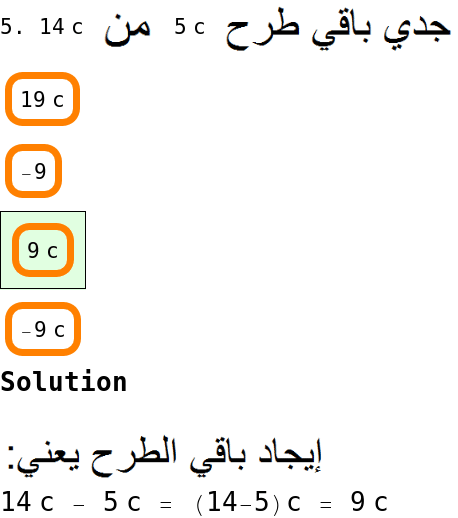 5. جدي باقي طرح 5 c من 14 c
19 c
–9
9 c
–9 c
Solution
إيجاد باقي الطرح يعني:
14 c – 5 c = (14–5) c = 9 c